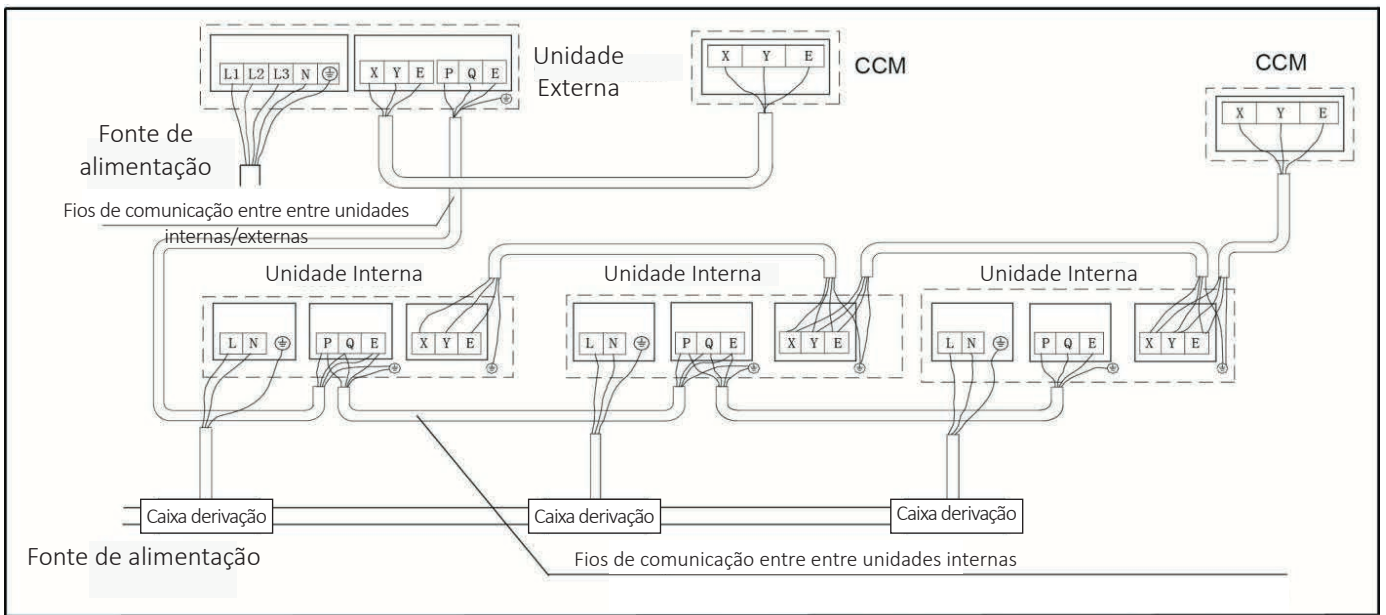 L1 L2 L3 N
X Y E P Q E
Unidade
Externa
X Y E
CCM
CCM
X Y E
Fonte de
alimentação
Fios de comunicação entre entre unidades
internas/externas
Unidade Interna
Unidade Interna
Unidade Interna
L N
P Q E
X Y E
L N
P Q E
X Y E
L N
P Q E
X Y E
Caixa derivação
Caixa derivação
Caixa derivação
Fonte de alimentação
Fios de comunicação entre entre unidades internas